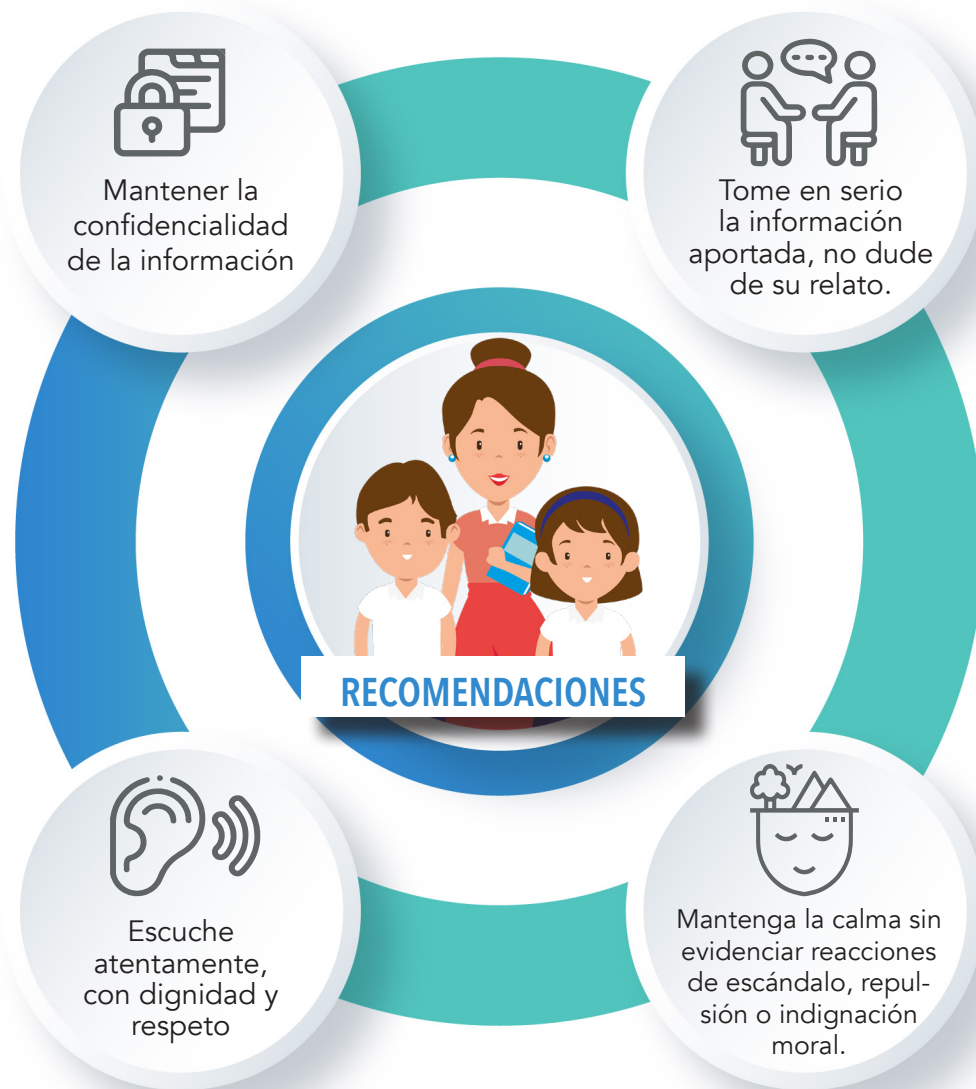 Mantener la
confidencialidad
de la información
Tome en serio
la información
aportada, no dude
de su relato.
RECOMENDACIONES
Escuche
atentamente,
con dignidad y
respeto
Mantenga la calma sin
evidenciar reacciones
de escándalo, repul-
sión o indignación
moral.